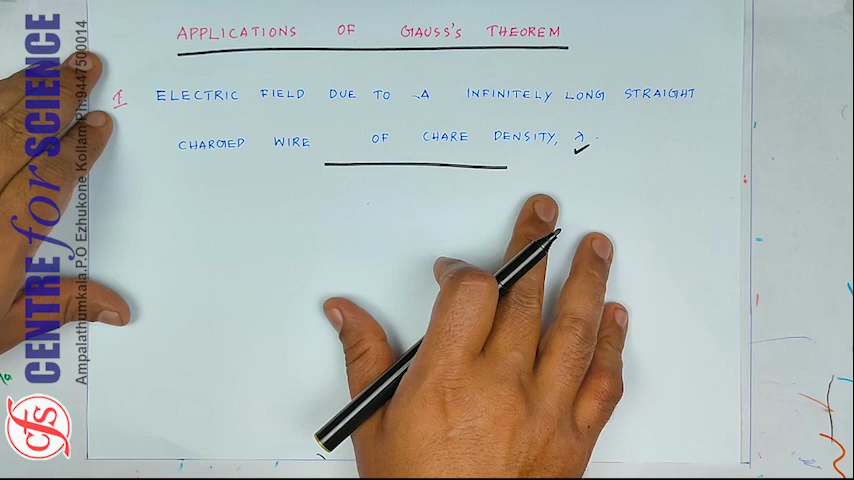 APPLICATIONS OF GAUSS'S THEOREM
1 ELECTRIC FIELD DUE TO A INFINITELY LONG STRAIGHT
CHARGED WIRE OF CHARE DENSITY, λ.
CENTRE for SCIENCE
Ampalathumkala.P.O Ezhukone Kollam Ph:9447500014
cfs